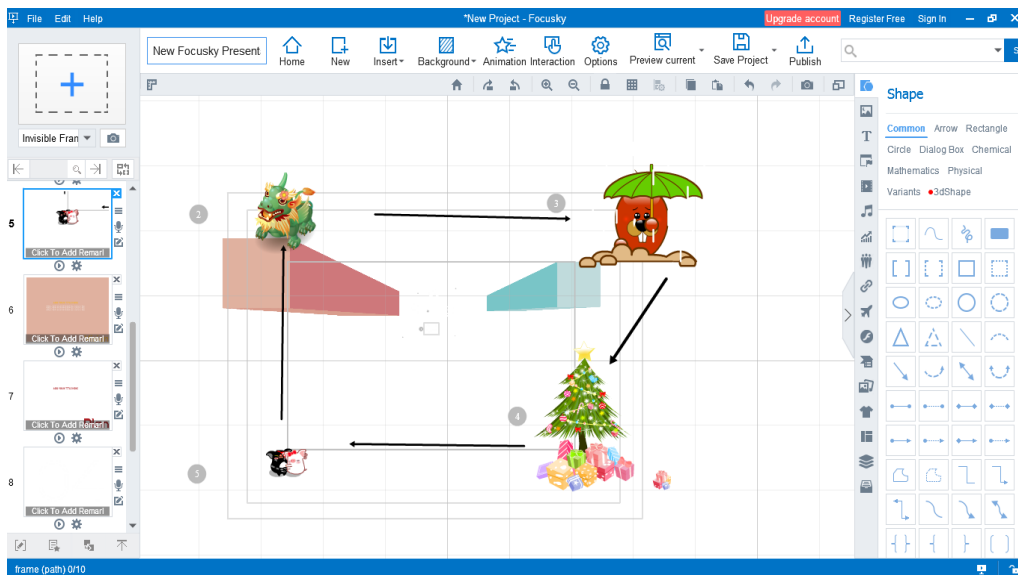 File Edit Help
*New Project - Focusky
Upgrade account Register Free Sign In
New Focusky Present
Home
New
Insert
Background
Animation
Interaction
Options
Preview current
Save Project
Publish
Invisible Fran
5
Click To Add Remarl
6
Click To Add Remarl
7
Click To Add Remarl
8
Click To Add Remarl
2
3
4
5
Shape
Common Arrow Rectangle
Circle Dialog Box Chemical
Mathematics Physical
Variants 3dShape
frame (path) 0/10